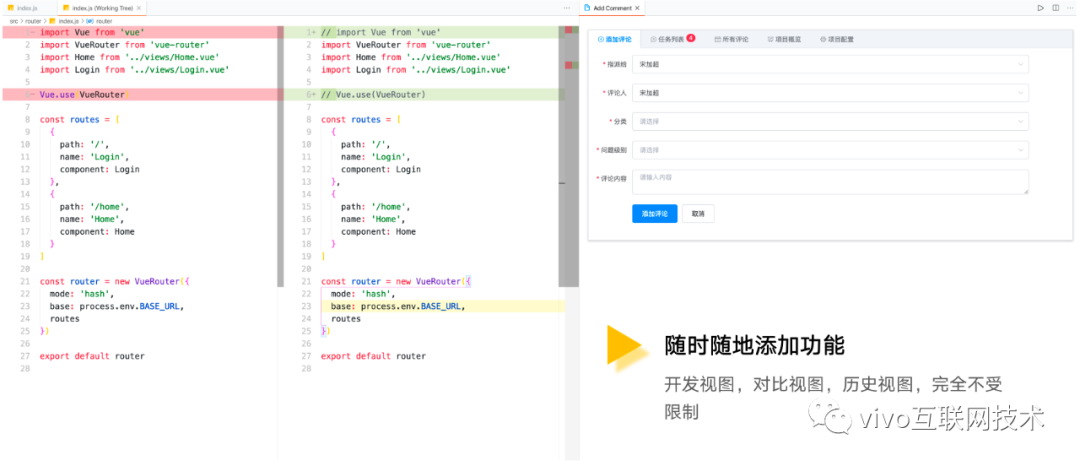 index.js
index.js (Working Tree) ×
src > router > index.js > router
1− import Vue from 'vue'
2 import VueRouter from 'vue-router'
3 import Home from '../views/Home.vue'
4 import Login from '../views/Login.vue'
5
6− Vue.use(VueRouter)
7
8 const routes = [
9 {
10 path: '/',
11 name: 'Login',
12 component: Login
13 },
14 {
15 path: '/home',
16 name: 'Home',
17 component: Home
18 }
19 ]
20
21 const router = new VueRouter({
22 mode: 'hash',
23 base: process.env.BASE_URL,
24 routes
25 })
26
27 export default router
28
1+ // import Vue from 'vue'
2 import VueRouter from 'vue-router'
3 import Home from '../views/Home.vue'
4 import Login from '../views/Login.vue'
5
6+ // Vue.use(VueRouter)
7
8 const routes = [
9 {
10 path: '/',
11 name: 'Login',
12 component: Login
13 },
14 {
15 path: '/home',
16 name: 'Home',
17 component: Home
18 }
19 ]
20
21 const router = new VueRouter({
22 mode: 'hash',
23 base: process.env.BASE_URL,
24 routes
25 })
26
27 export default router
28
Add Comment ×
添加评论 任务列表 4 所有评论 项目概览 项目配置
* 指派给 宋加超
* 评论人 宋加超
* 分类 请选择
* 问题级别 请选择
* 评论内容 请输入内容
添加评论 取消
随时随地添加功能
开发视图，对比视图，历史视图，完全不受
限制
vivo互联网技术